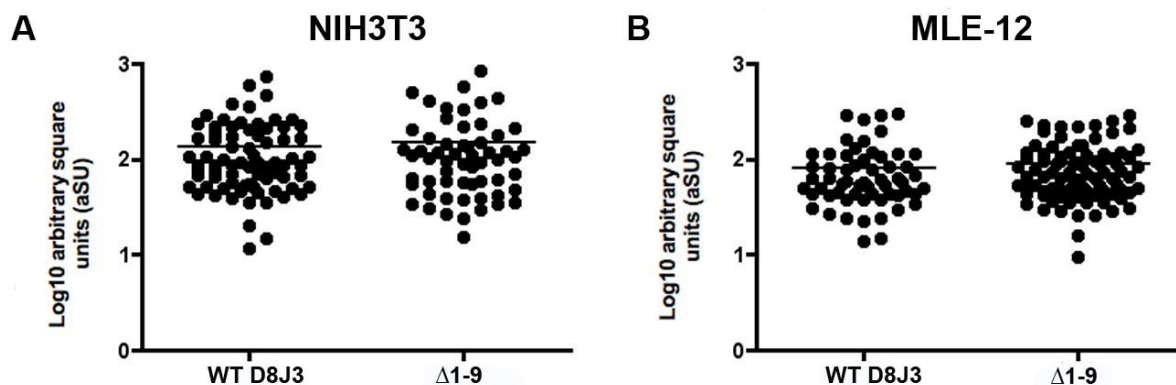 A
NIH3T3
3
2
1
0
Log10 arbitrary square
units (aSU)
WT D8J3
Δ1-9
B
MLE-12
3
2
1
0
Log10 arbitrary square
units (aSU)
WT D8J3
Δ1-9